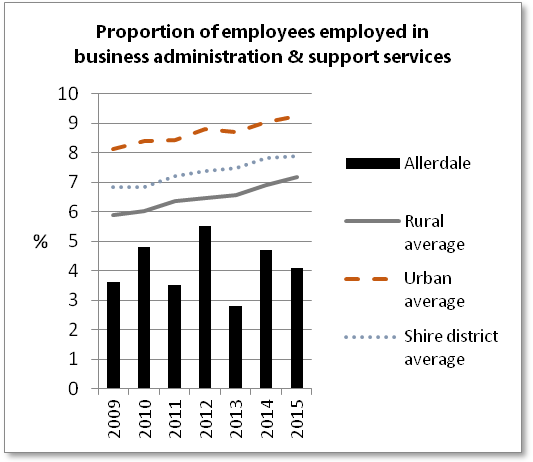 Proportion of employees employed in
business administration & support services
10
9
8
7
6
5
4
3
2
1
0
%
2009
2010
2011
2012
2013
2014
2015
Allerdale
Rural
average
Urban
average
Shire district
average